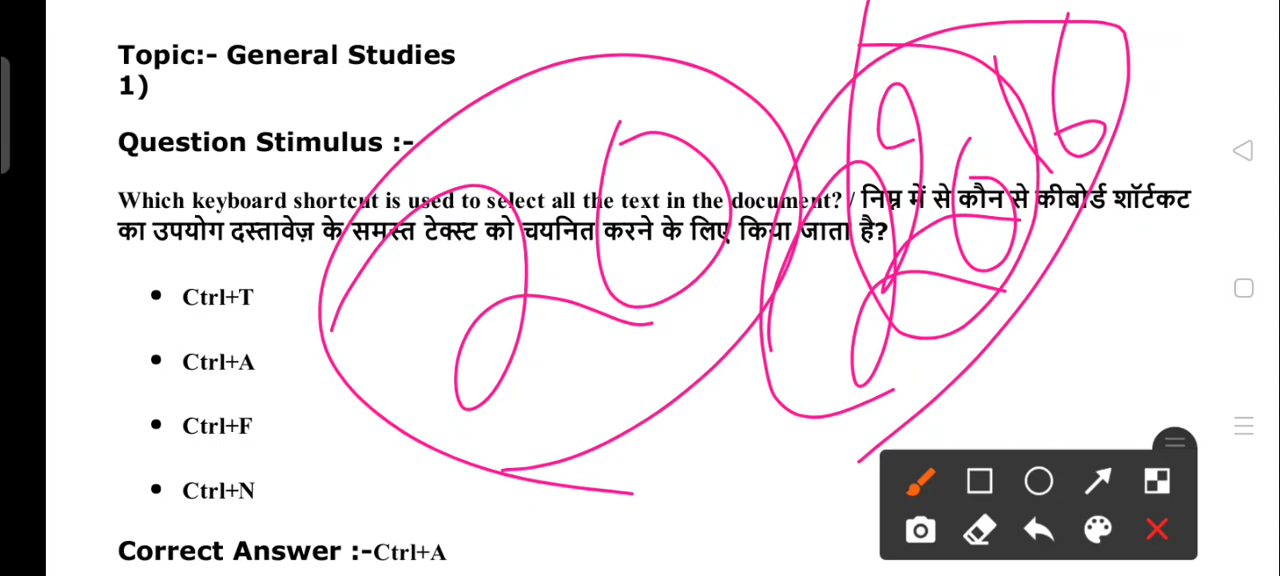 Topic:- General Studies
1)
Question Stimulus :-
Which keyboard shortcut is used to select all the text in the document? / निम्न में से कौन से कीबोर्ड शॉर्टकट
का उपयोग दस्तावेज़ के समस्त टेक्स्ट को चयनित करने के लिए किया जाता है?
• Ctrl+T
• Ctrl+A
• Ctrl+F
• Ctrl+N
Correct Answer :-Ctrl+A